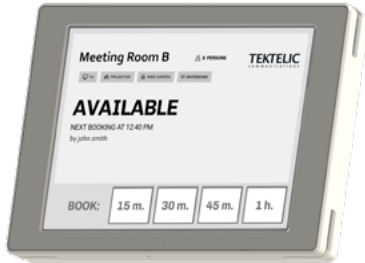 Meeting Room B
6 PERSONS
TEKTELIC
communications
TV
PROJECTOR
WEB CAMERA
WHITEBOARD
AVAILABLE
NEXT BOOKING AT 12:40 PM
by john.smith
BOOK:
15 m.
30 m.
45 m.
1 h.